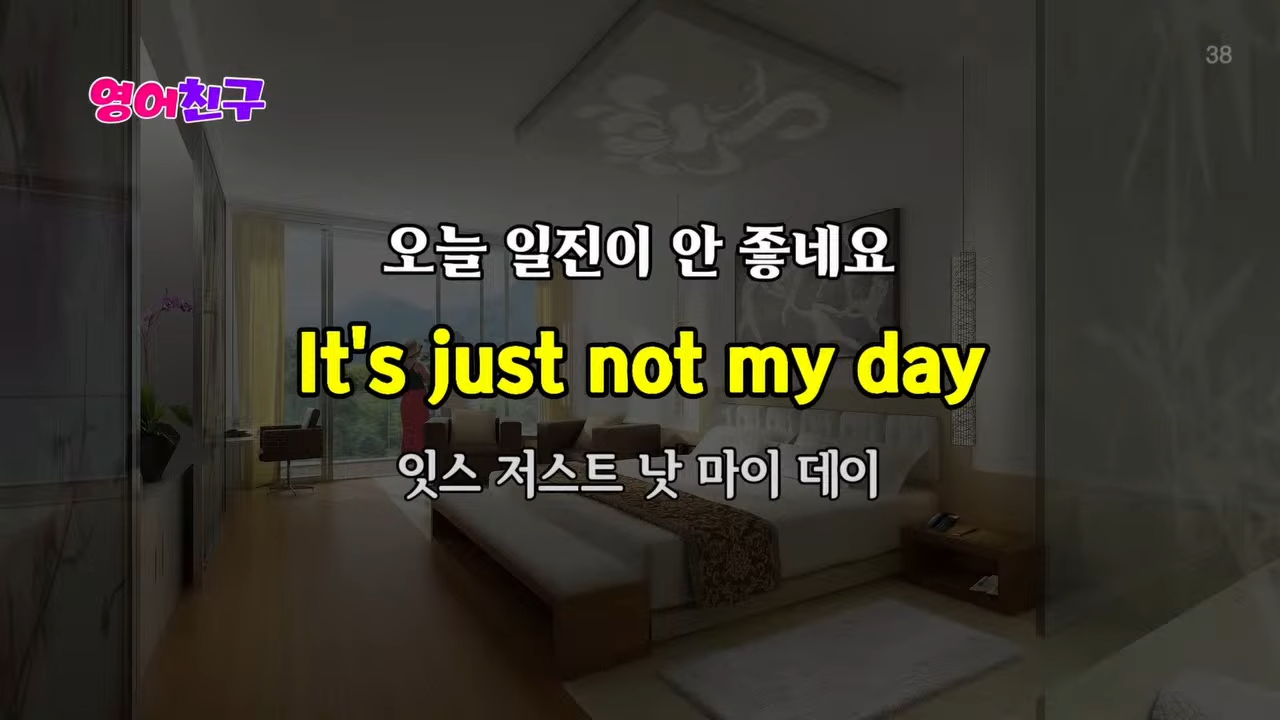 38
영어친구
오늘 일진이 안 좋네요
It's just not my day
잇스 저스트 낫 마이 데이